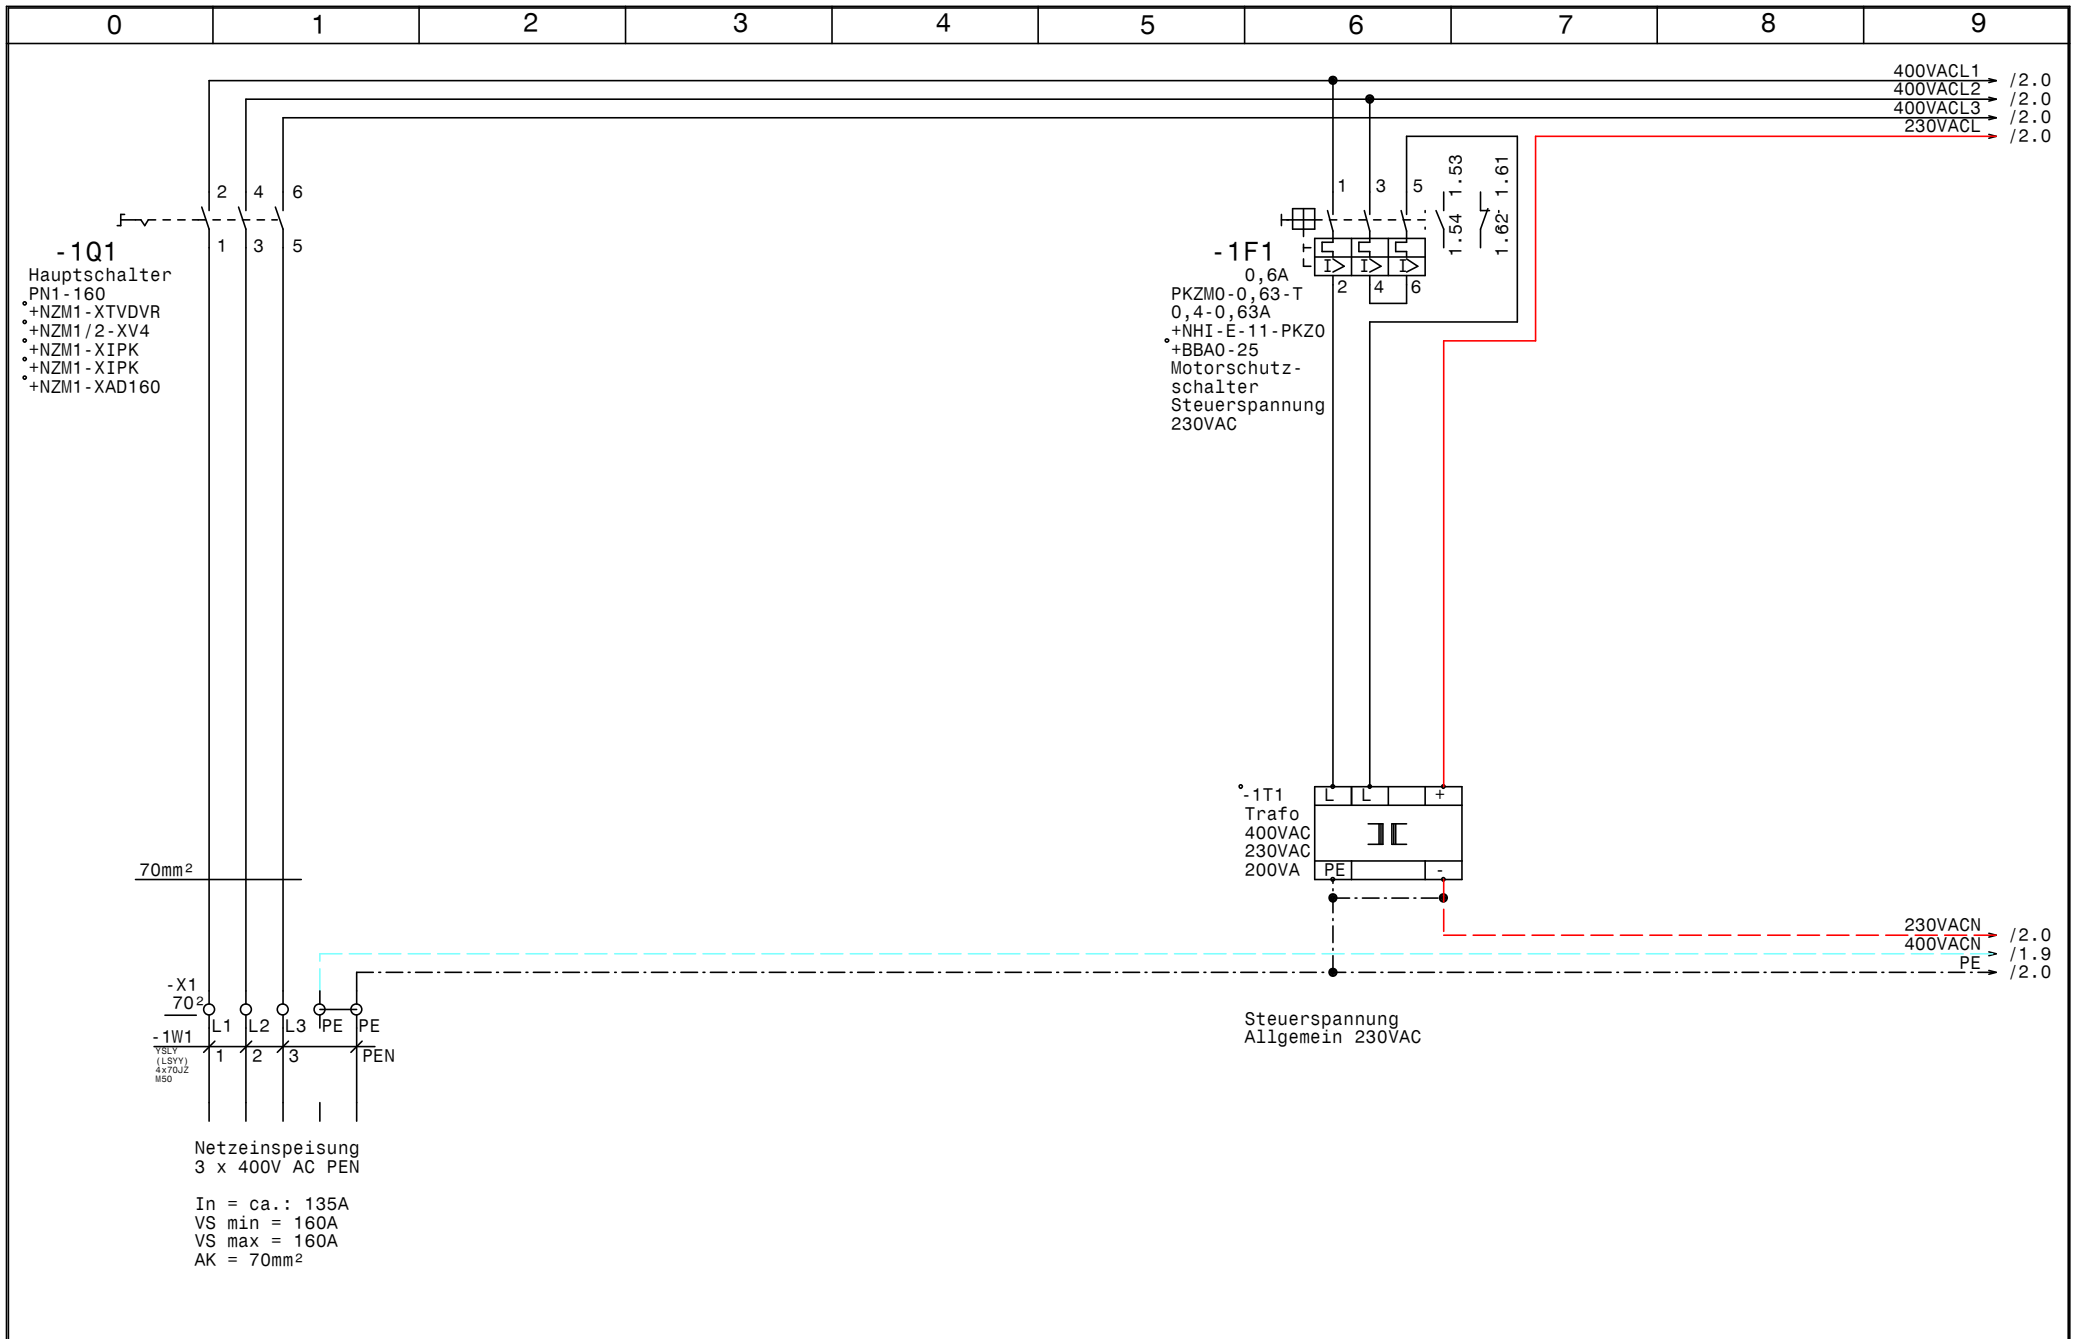 0 1 2 3 4 5 6 7 8 9
400VACL1 /2.0
400VACL2 /2.0
400VACL3 /2.0
230VACL /2.0
2 4 6
1 3 5
-1Q1
Hauptschalter
PN1-160
+NZM1-XTVDVR
+NZM1/2-XV4
+NZM1-XIPK
+NZM1-XIPK
+NZM1-XAD160
1 3 5
1.53
1.54
1.61
1.62
I> I> I>
2 4 6
-1F1
0,6A
PKZM0-0,63-T
0,4-0,63A
+NHI-E-11-PKZ0
+BBA0-25
Motorschutz-
schalter
Steuerspannung
230VAC
-1T1
Trafo
400VAC
230VAC
200VA
L L +
PE -
70mm²
230VACN /2.0
400VACN /1.9
PE /2.0
-X1
70²
L1 L2 L3 PE PE
-1W1
YSLY
(LSYY)
4x70JZ
M50
1 2 3 PEN
Steuerspannung
Allgemein 230VAC
Netzeinspeisung
3 x 400V AC PEN
In = ca.: 135A
VS min = 160A
VS max = 160A
AK = 70mm²